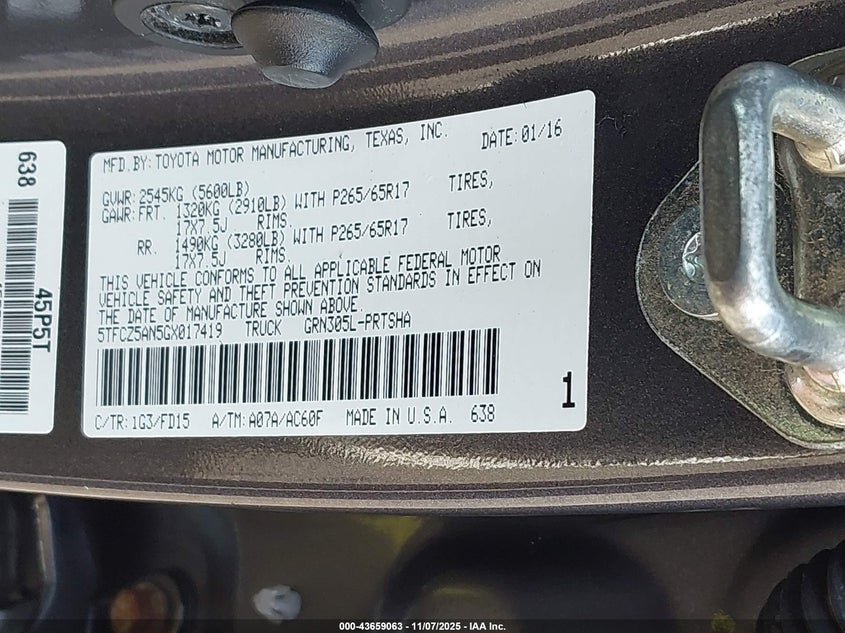 638
45P5T
MFD.BY:TOYOTA MOTOR MANUFACTURING, TEXAS, INC. DATE:01/16
GVWR:2545KG (5600LB)
GAWR:FRT. 1320KG (2910LB) WITH P265/65R17 TIRES,
17X7.5J RIMS.
RR. 1490KG (3280LB) WITH P265/65R17 TIRES,
17X7.5J RIMS.
THIS VEHICLE CONFORMS TO ALL APPLICABLE FEDERAL MOTOR
VEHICLE SAFETY AND THEFT PREVENTION STANDARDS IN EFFECT ON
THE DATE OF MANUFACTURE SHOWN ABOVE.
5TFCZ5AN5GX017419 TRUCK GRN305L-PRTSHA
1
C/TR:1G3/FD15 A/TM:A07A/AC60F MADE IN U.S.A. 638
000-43659063 - 11/07/2025 - IAA Inc.